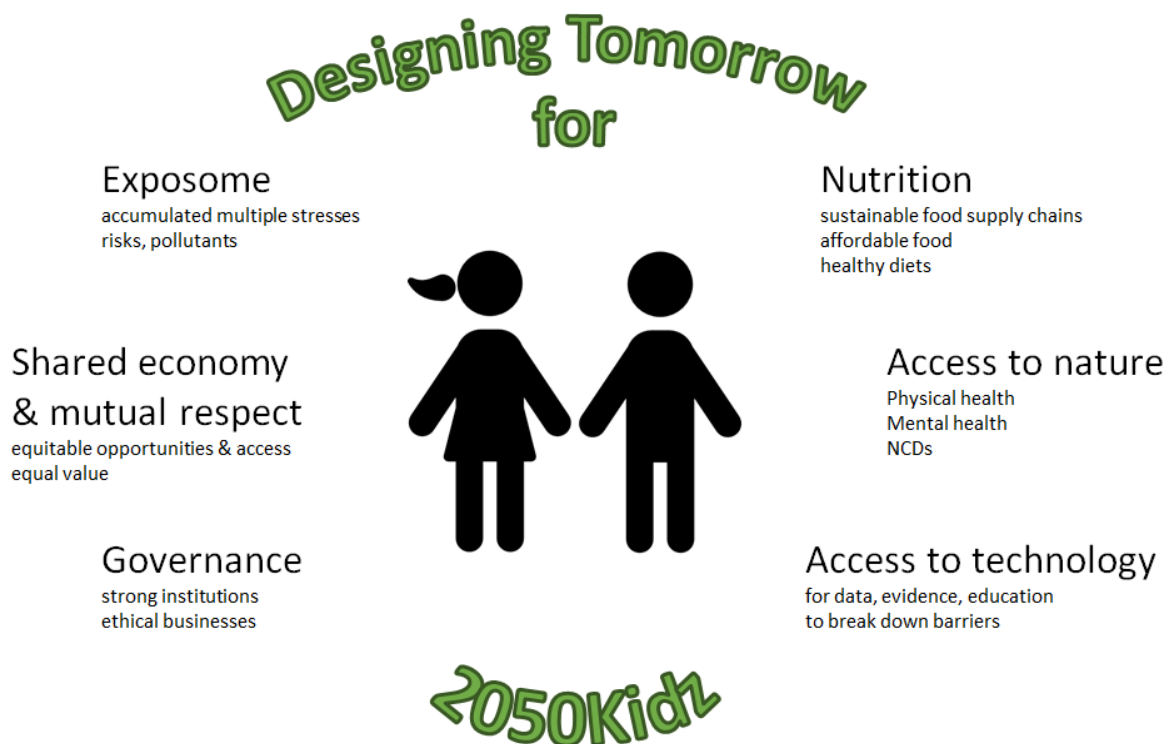 Designing Tomorrow
for
Exposome
accumulated multiple stresses
risks, pollutants
Nutrition
sustainable food supply chains
affordable food
healthy diets
Shared economy
& mutual respect
equitable opportunities & access
equal value
Access to nature
Physical health
Mental health
NCDs
Governance
strong institutions
ethical businesses
Access to technology
for data, evidence, education
to break down barriers
2050Kidz